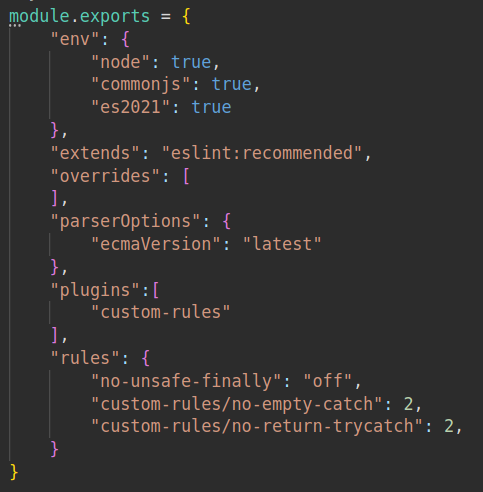 module.exports = {
    "env": {
        "node": true,
        "commonjs": true,
        "es2021": true
    },
    "extends": "eslint:recommended",
    "overrides": [
    ],
    "parserOptions": {
        "ecmaVersion": "latest"
    },
    "plugins":[
        "custom-rules"
    ],
    "rules": {
        "no-unsafe-finally": "off",
        "custom-rules/no-empty-catch": 2,
        "custom-rules/no-return-trycatch": 2,
    }
}